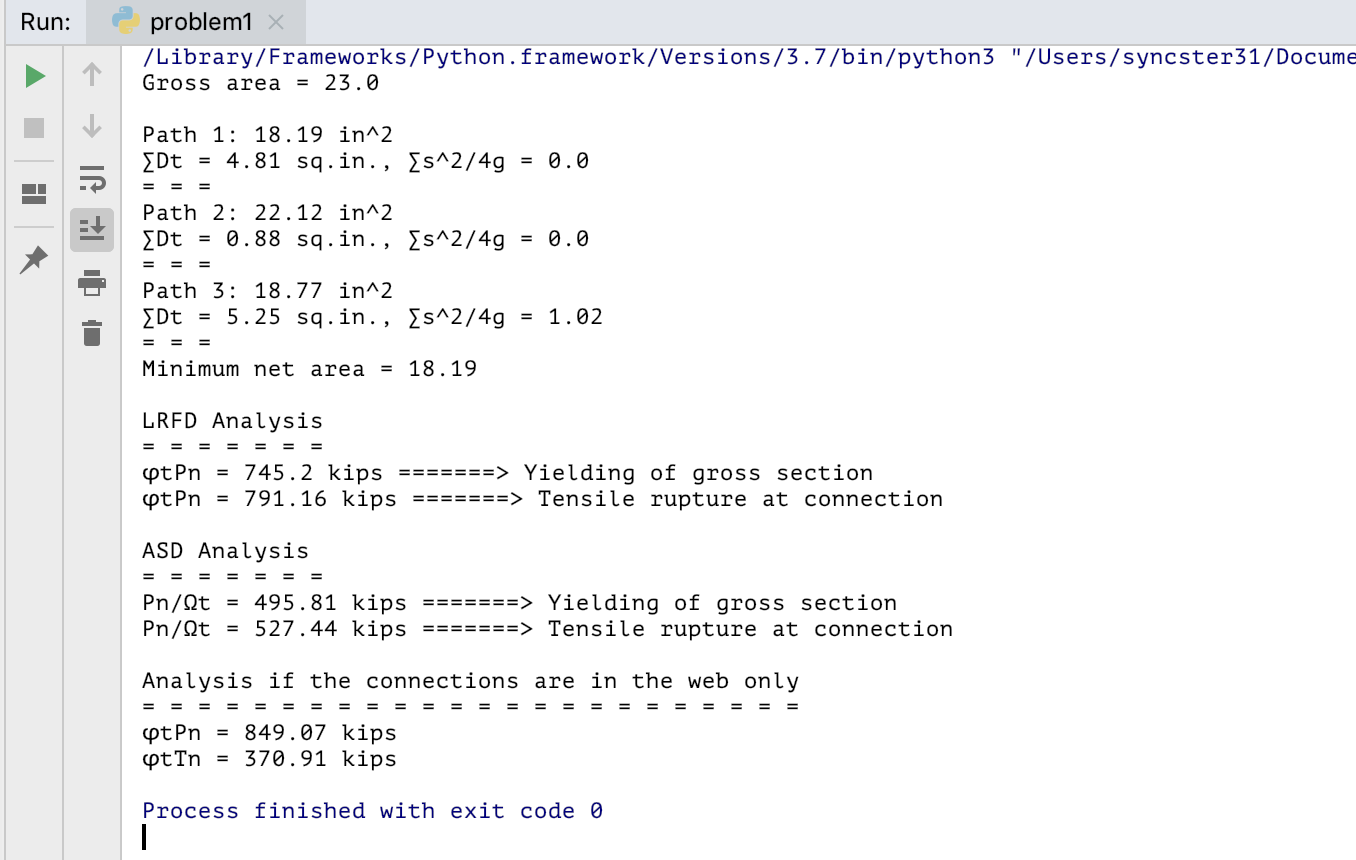 Run: problem1
/Library/Frameworks/Python.framework/Versions/3.7/bin/python3 "/Users/syncster31/Docume
Gross area = 23.0
Path 1: 18.19 in^2
∑Dt = 4.81 sq.in., ∑s^2/4g = 0.0
= = =
Path 2: 22.12 in^2
∑Dt = 0.88 sq.in., ∑s^2/4g = 0.0
= = =
Path 3: 18.77 in^2
∑Dt = 5.25 sq.in., ∑s^2/4g = 1.02
= = =
Minimum net area = 18.19
LRFD Analysis
= = = = = = =
φtPn = 745.2 kips =======> Yielding of gross section
φtPn = 791.16 kips =======> Tensile rupture at connection
ASD Analysis
= = = = = = =
Pn/Ωt = 495.81 kips =======> Yielding of gross section
Pn/Ωt = 527.44 kips =======> Tensile rupture at connection
Analysis if the connections are in the web only
= = = = = = = = = = = = = = = = = = = = = = = =
φtPn = 849.07 kips
φtTn = 370.91 kips
Process finished with exit code 0